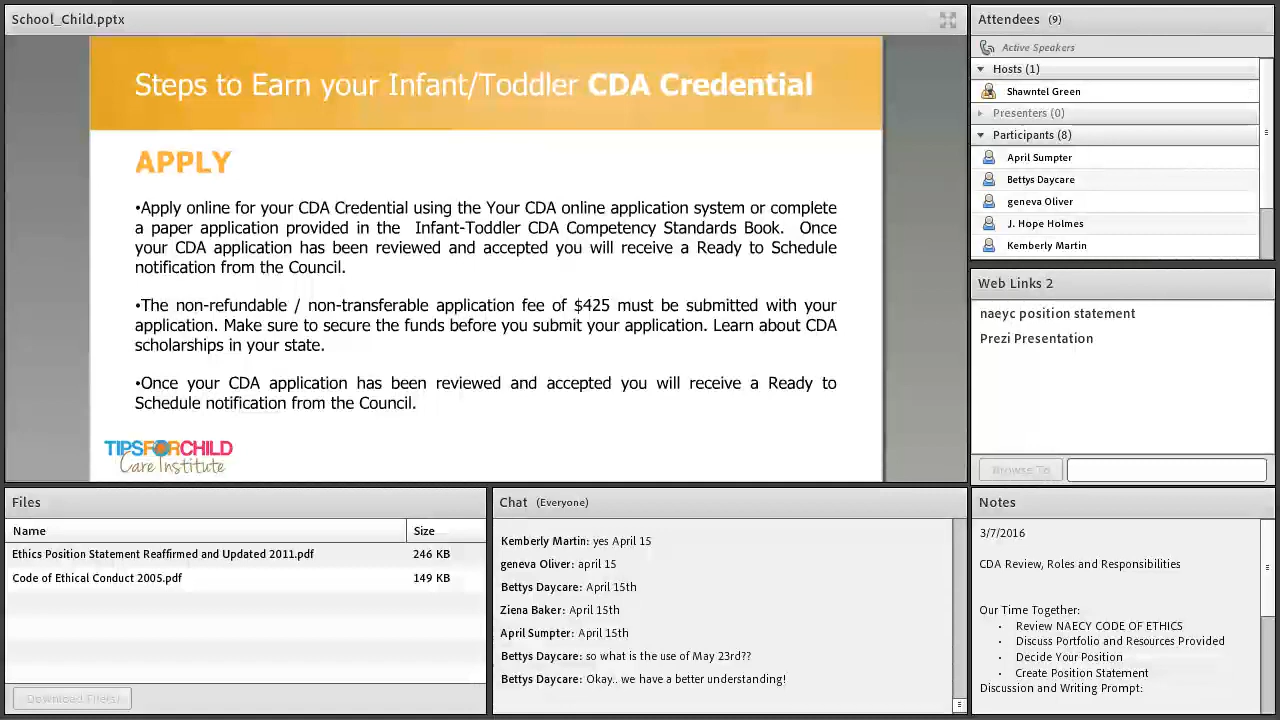 School_Child.pptx
Steps to Earn your Infant/Toddler CDA Credential
APPLY
•Apply online for your CDA Credential using the Your CDA online application system or complete
a paper application provided in the Infant-Toddler CDA Competency Standards Book. Once
your CDA application has been reviewed and accepted you will receive a Ready to Schedule
notification from the Council.
•The non-refundable / non-transferable application fee of $425 must be submitted with your
application. Make sure to secure the funds before you submit your application. Learn about CDA
scholarships in your state.
•Once your CDA application has been reviewed and accepted you will receive a Ready to
Schedule notification from the Council.
TIPSFORCHILD
Care Institute
Attendees (9)
Active Speakers
Hosts (1)
Shawntel Green
Presenters (0)
Participants (8)
April Sumpter
Bettys Daycare
geneva Oliver
J. Hope Holmes
Kemberly Martin
Web Links 2
naeyc position statement
Prezi Presentation
Browse To
Files
Name Size
Ethics Position Statement Reaffirmed and Updated 2011.pdf 246 KB
Code of Ethical Conduct 2005.pdf 149 KB
Download File(s)
Chat (Everyone)
Kemberly Martin: yes April 15
geneva Oliver: april 15
Bettys Daycare: April 15th
Ziena Baker: April 15th
April Sumpter: April 15th
Bettys Daycare: so what is the use of May 23rd??
Bettys Daycare: Okay.. we have a better understanding!
Notes
3/7/2016
CDA Review, Roles and Responsibilities
Our Time Together:
• Review NAECY CODE OF ETHICS
• Discuss Portfolio and Resources Provided
• Decide Your Position
• Create Position Statement
Discussion and Writing Prompt: